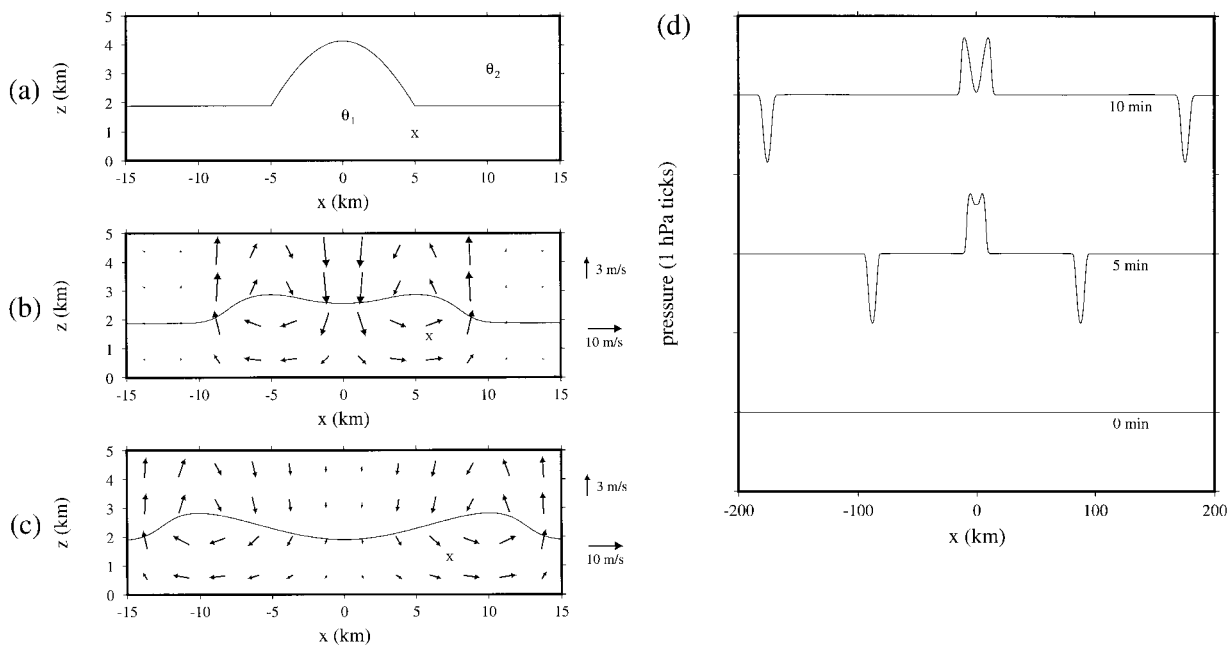 (a)
z (km)
5
4
3
2
1
0
θ2
θ1
x
-15 -10 -5 0 5 10 15
x (km)
(b)
z (km)
5
4
3
2
1
0
x
3 m/s
10 m/s
-15 -10 -5 0 5 10 15
x (km)
(c)
z (km)
5
4
3
2
1
0
x
3 m/s
10 m/s
-15 -10 -5 0 5 10 15
x (km)
(d)
pressure (1 hPa ticks)
10 min
5 min
0 min
-200 -100 0 100 200
x (km)